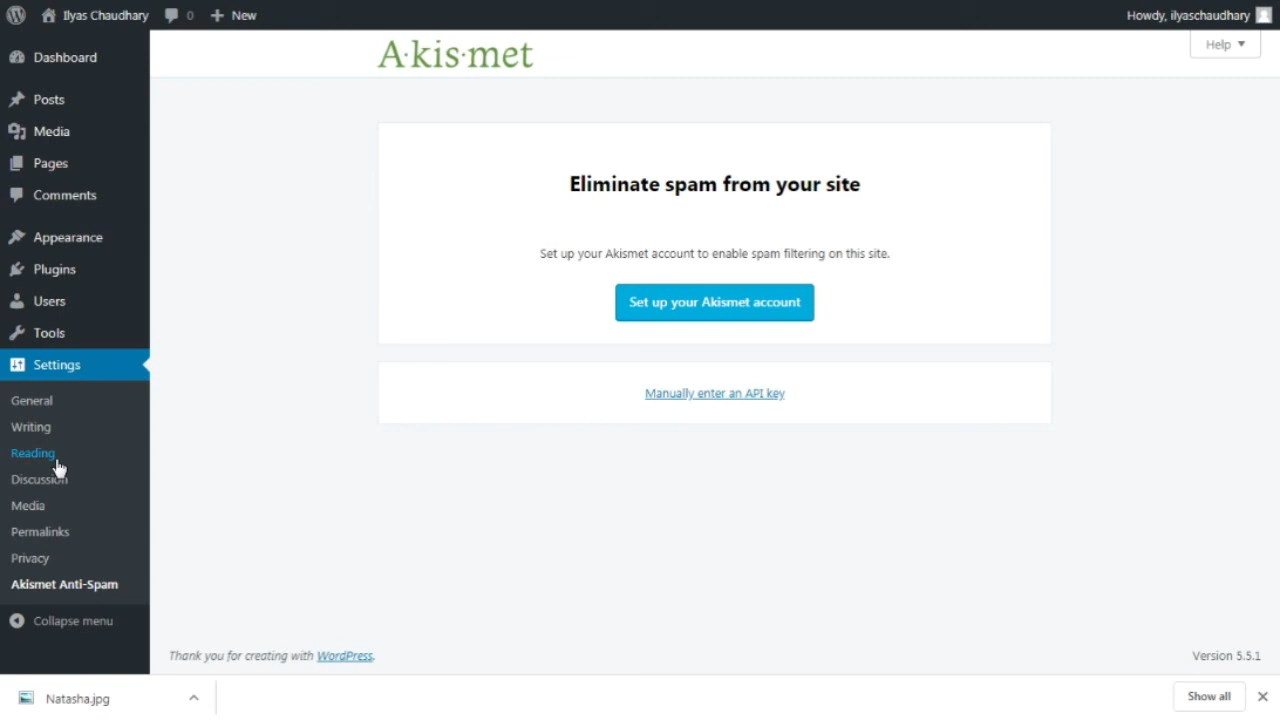 Ilyas Chaudhary 0 New Howdy, ilyaschaudhary
Help
A·kis·met
Dashboard
Posts
Media
Pages
Comments
Appearance
Plugins
Users
Tools
Settings
General
Writing
Reading
Discussion
Media
Permalinks
Privacy
Akismet Anti-Spam
Collapse menu
Eliminate spam from your site
Set up your Akismet account to enable spam filtering on this site.
Set up your Akismet account
Manually enter an API key
Thank you for creating with WordPress. Version 5.5.1
Natasha.jpg Show all